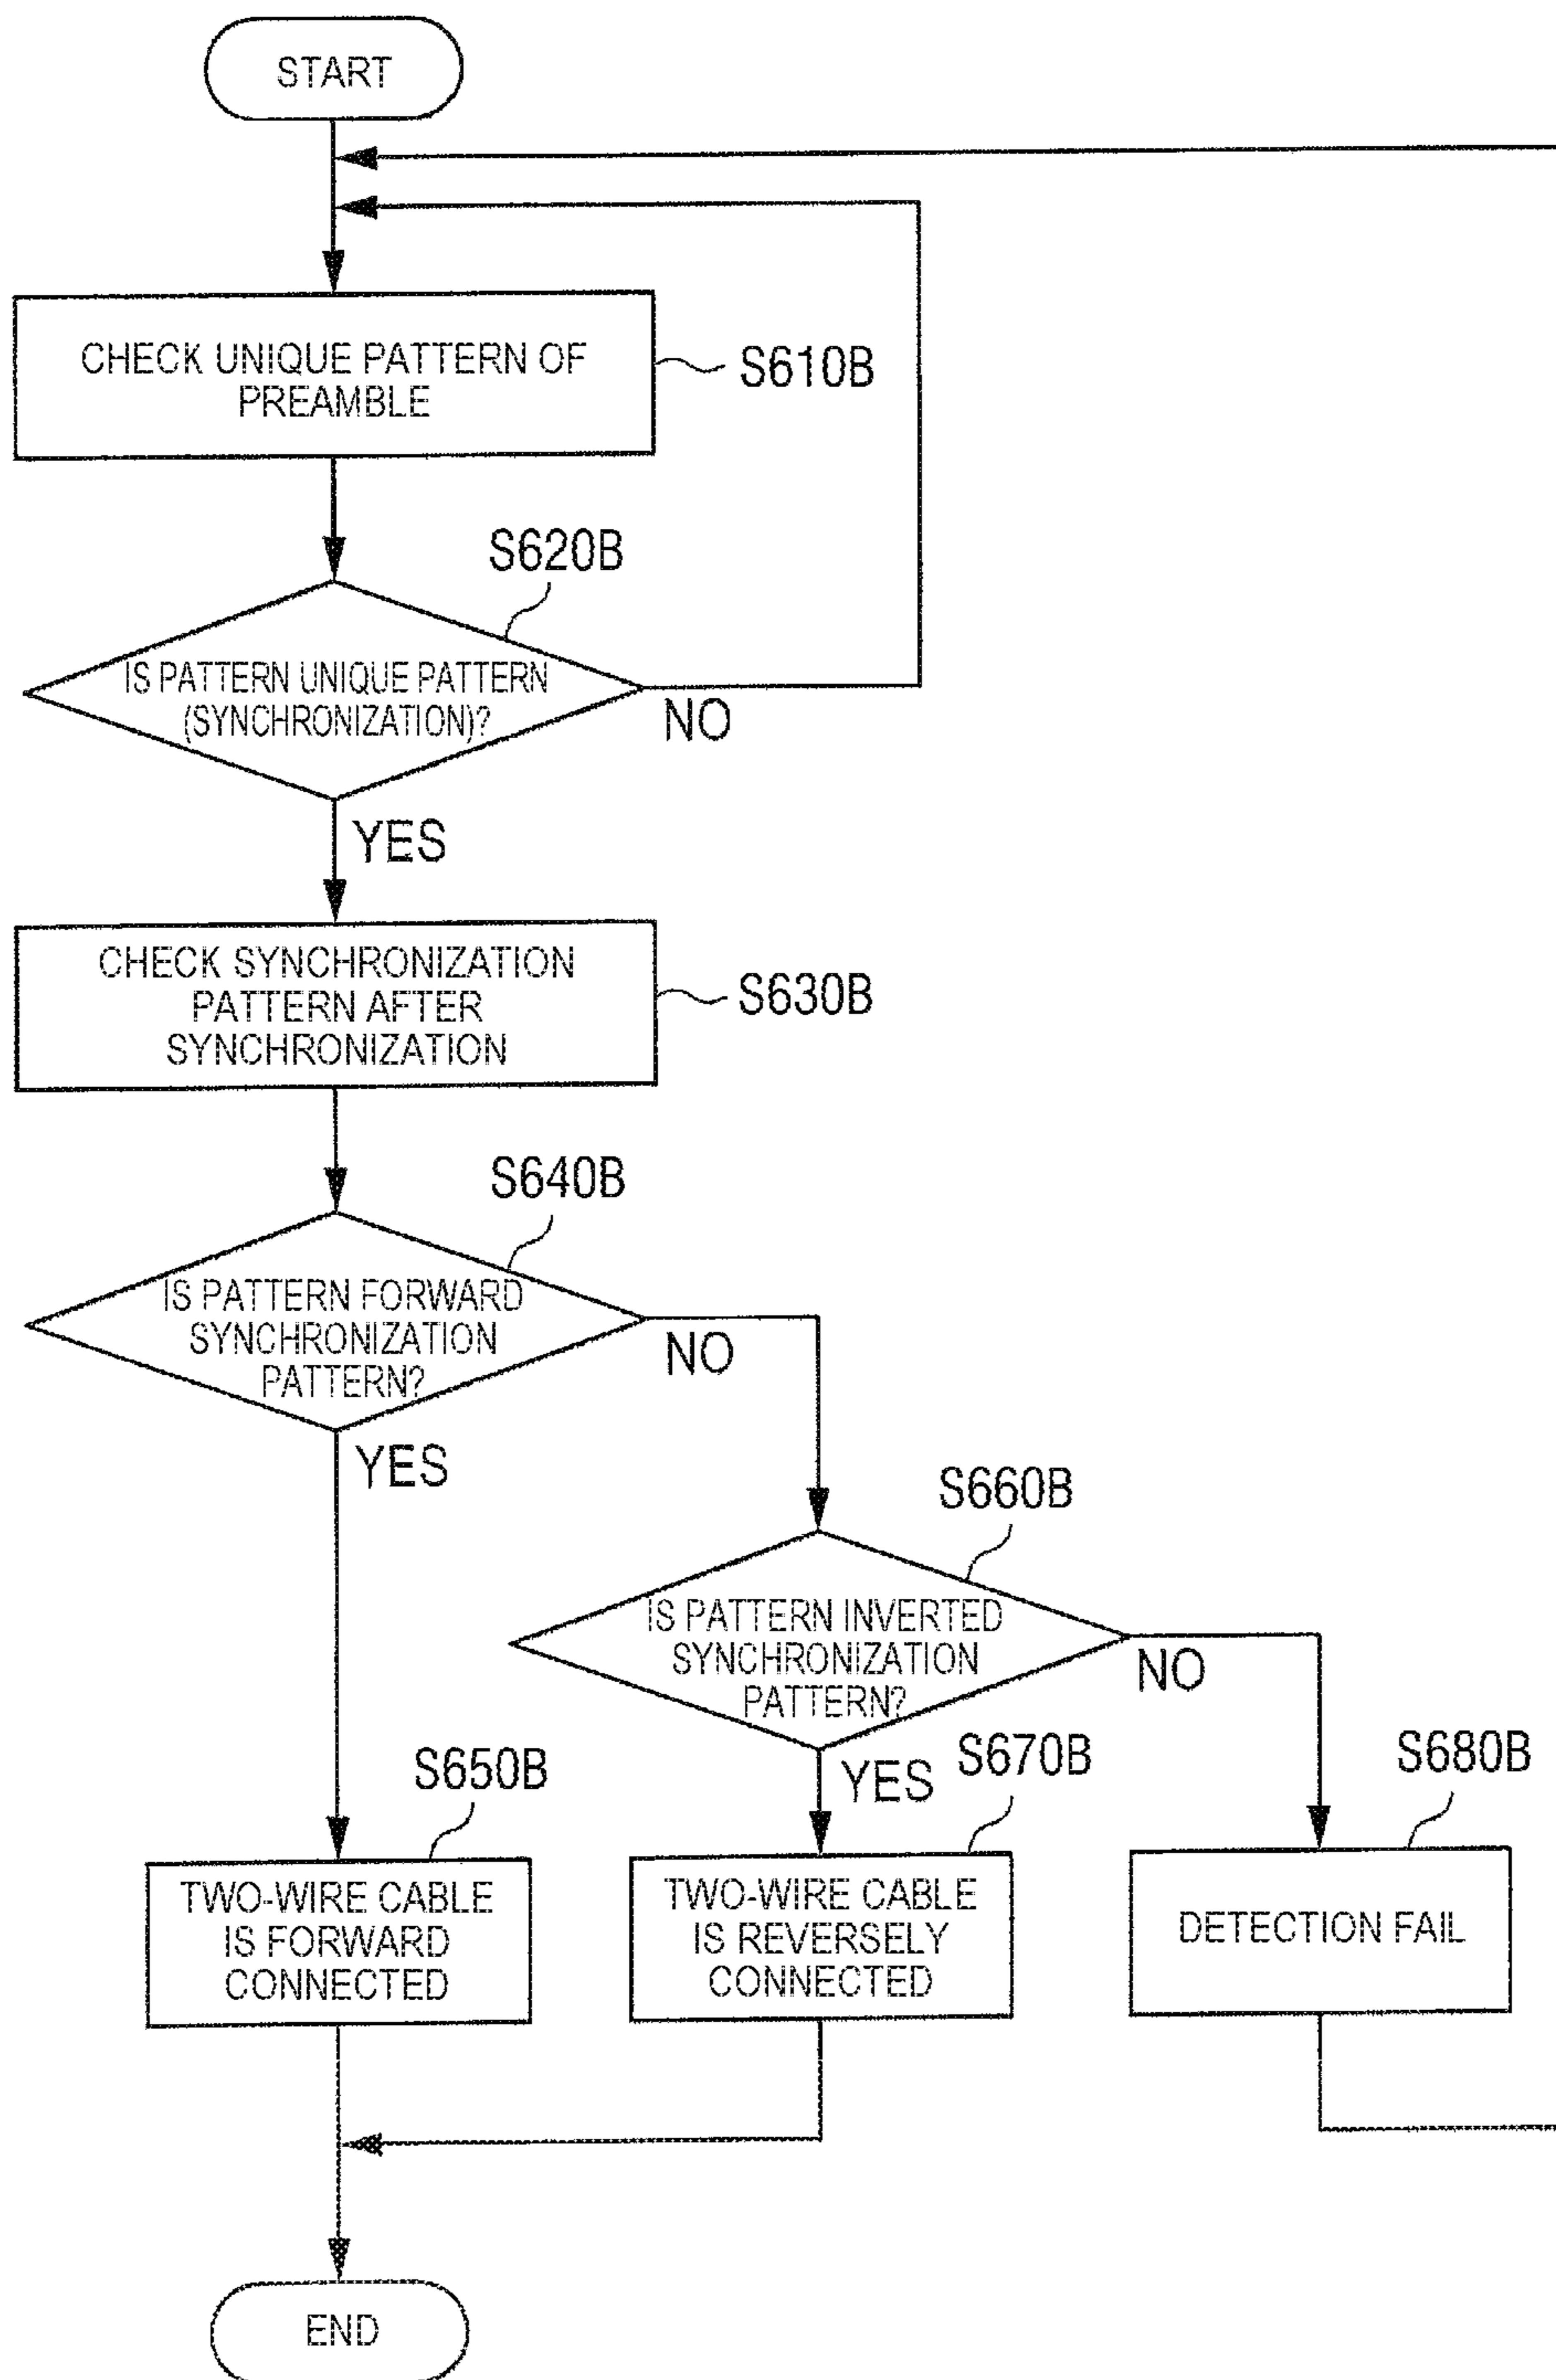 START
CHECK UNIQUE PATTERN OF
PREAMBLE
S610B
S620B
IS PATTERN UNIQUE PATTERN
(SYNCHRONIZATION)?
NO
YES
CHECK SYNCHRONIZATION
PATTERN AFTER
SYNCHRONIZATION
S630B
S640B
IS PATTERN FORWARD
SYNCHRONIZATION
PATTERN?
NO
YES
S660B
IS PATTERN INVERTED
SYNCHRONIZATION
PATTERN?
NO
YES
S650B
TWO-WIRE CABLE
IS FORWARD
CONNECTED
S670B
TWO-WIRE CABLE
IS REVERSELY
CONNECTED
S680B
DETECTION FAIL
END